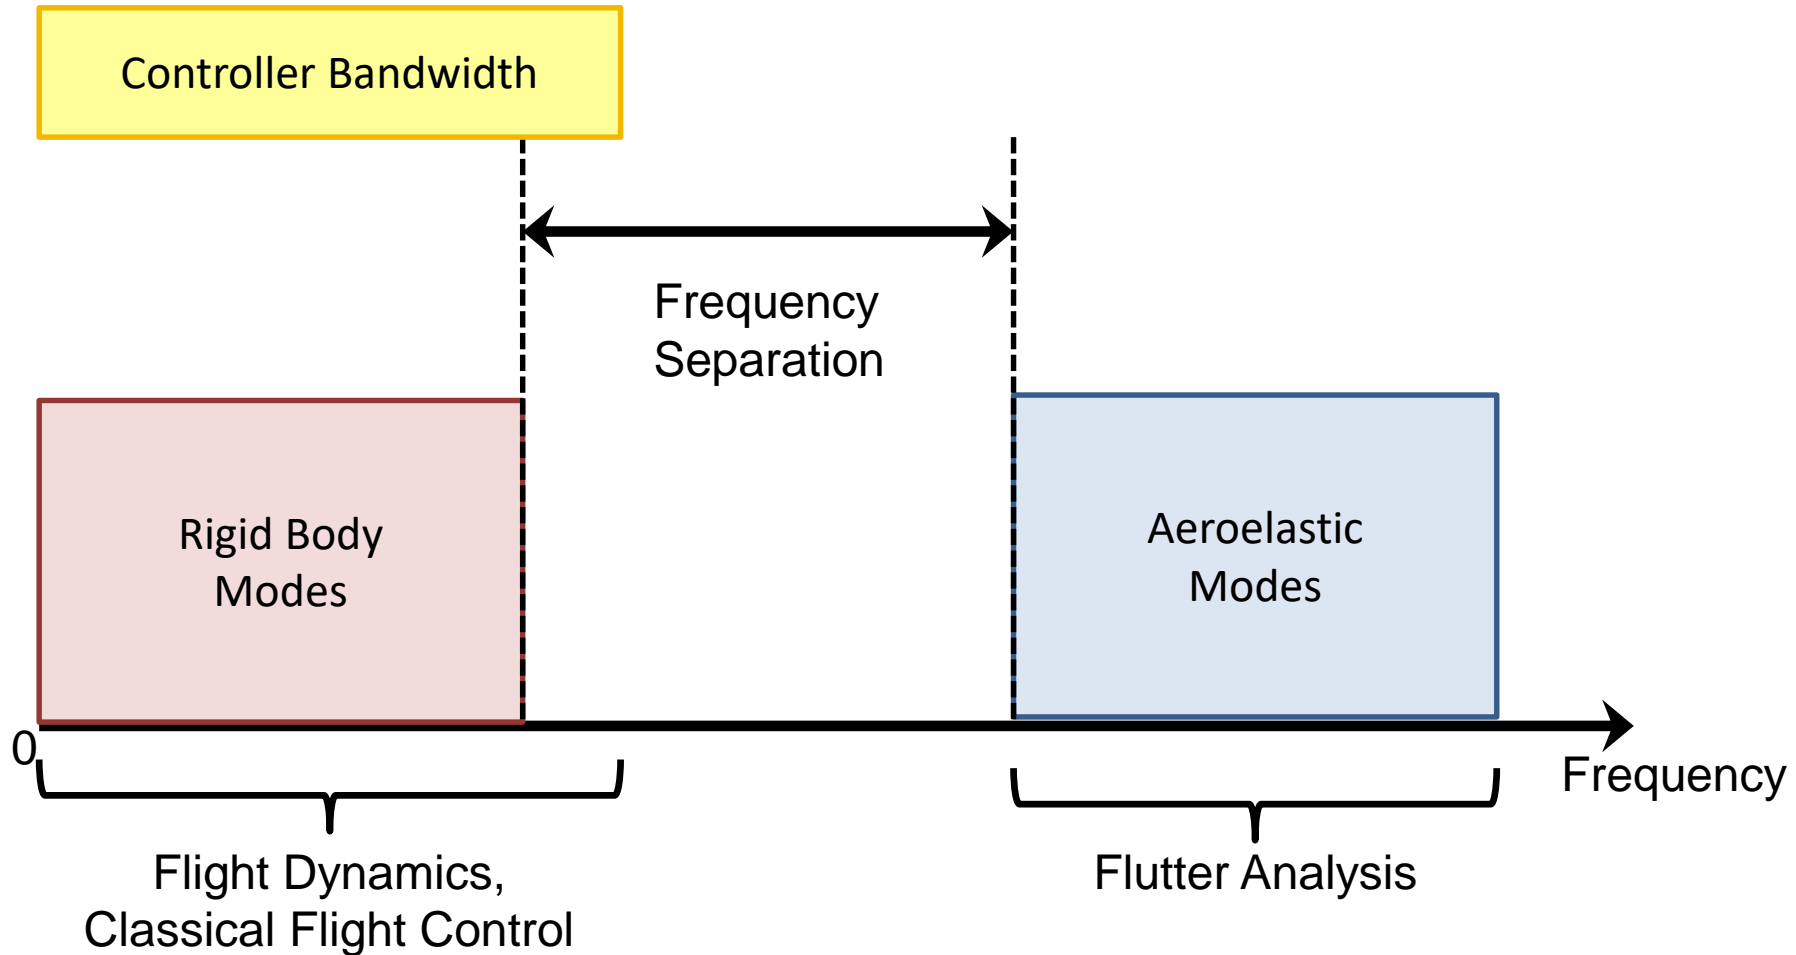 Controller Bandwidth
Frequency
Separation
Rigid Body
Modes
Aeroelastic
Modes
0
Frequency
Flight Dynamics,
Classical Flight Control
Flutter Analysis